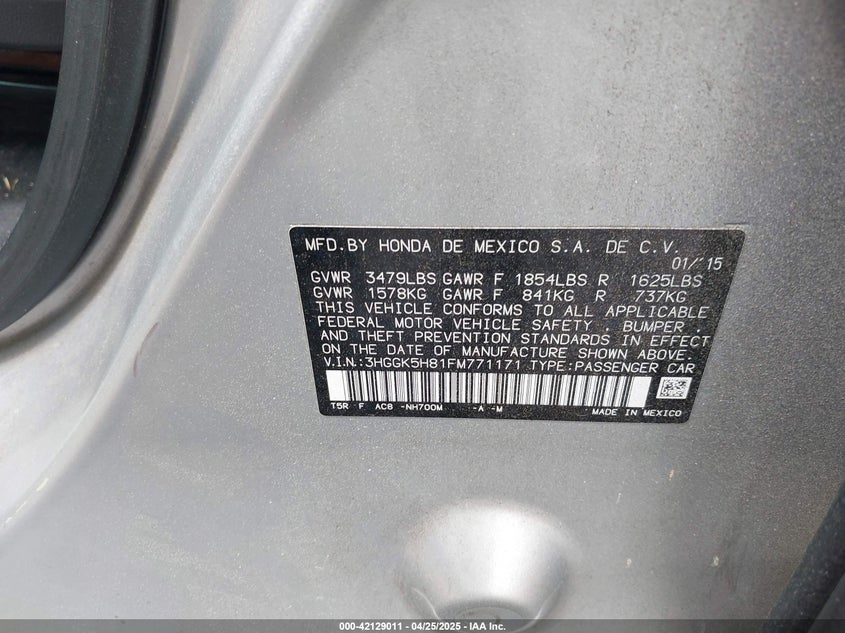 MFD.BY HONDA DE MEXICO S.A. DE C.V.
01/15
GVWR 3479LBS GAWR F 1854LBS R 1625LBS
GVWR 1578KG GAWR F 841KG R 737KG
THIS VEHICLE CONFORMS TO ALL APPLICABLE
FEDERAL MOTOR VEHICLE SAFETY , BUMPER ,
AND THEFT PREVENTION STANDARDS IN EFFECT
ON THE DATE OF MANUFACTURE SHOWN ABOVE.
V.I.N.:3HGGK5H81FM771171 TYPE:PASSENGER CAR
T5R F AC8 -NH700M -A -M MADE IN MEXICO
000-42129011 - 04/25/2025 - IAA Inc.